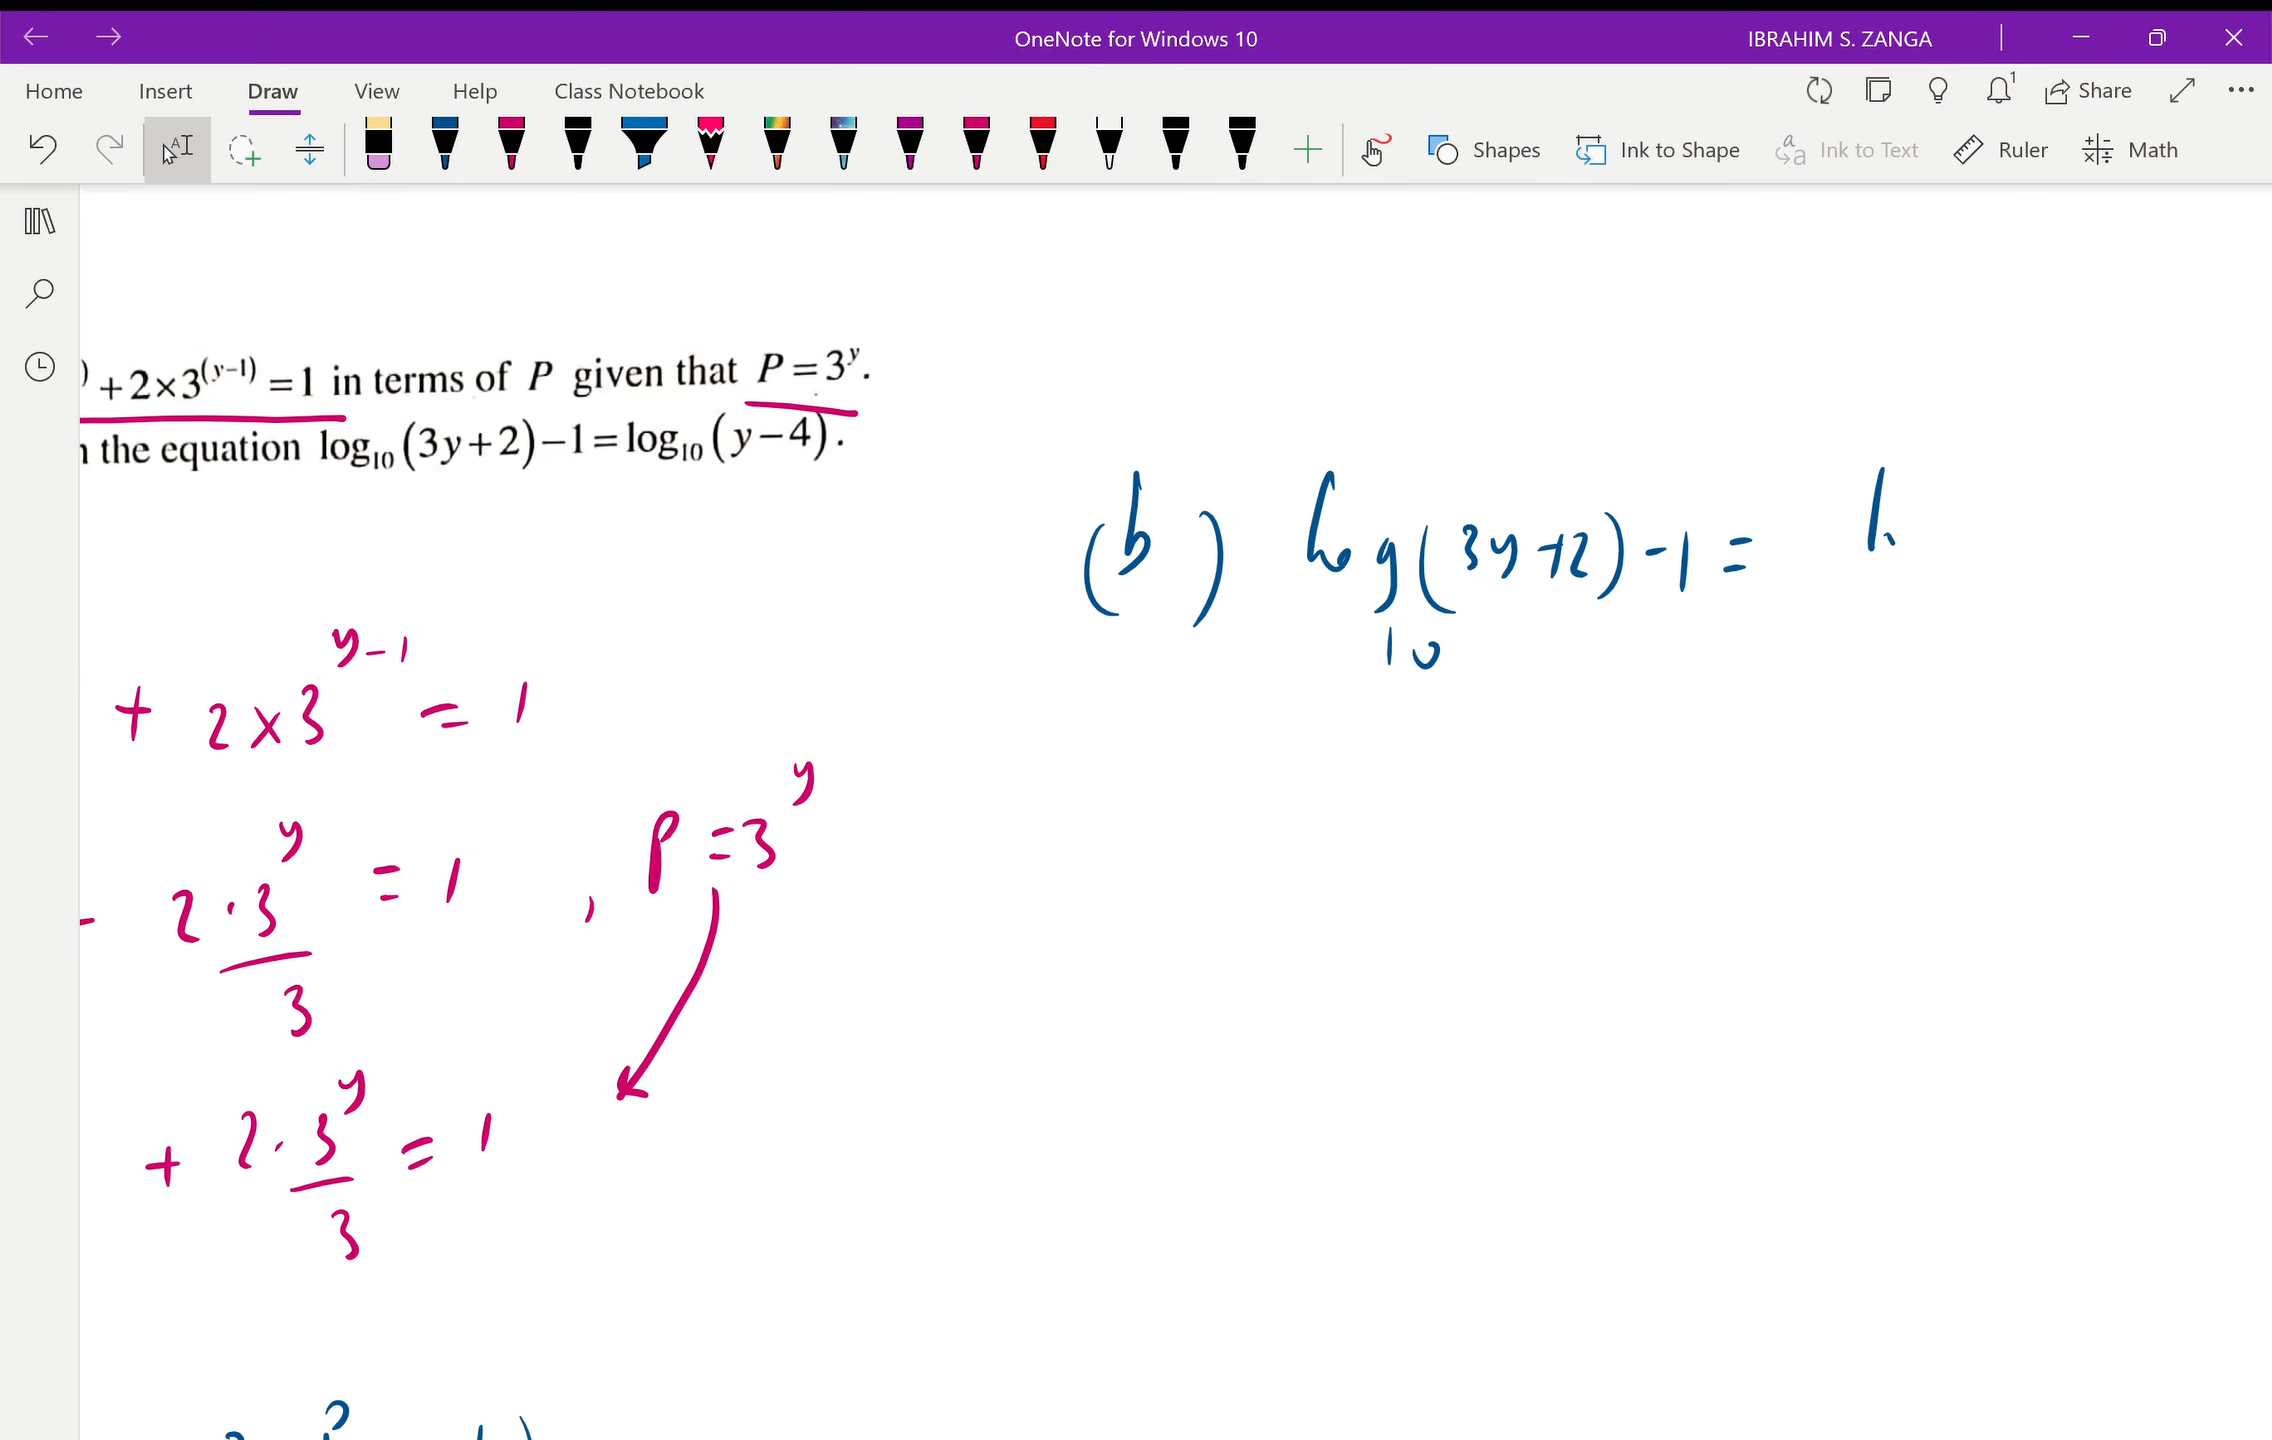 OneNote for Windows 10
IBRAHIM S. ZANGA
Home Insert Draw View Help Class Notebook
1 Share
Shapes Ink to Shape Ink to Text Ruler Math
) +2×3^(y−1) =1 in terms of P given that P=3^y.
the equation log₁₀(3y+2)−1=log₁₀(y−4).
(b) log₁₀(3y+2)-1=
+ 2×3^y-1 = 1
2·3^y/3 = 1 , P=3^y
+ 2·3^y/3 = 1